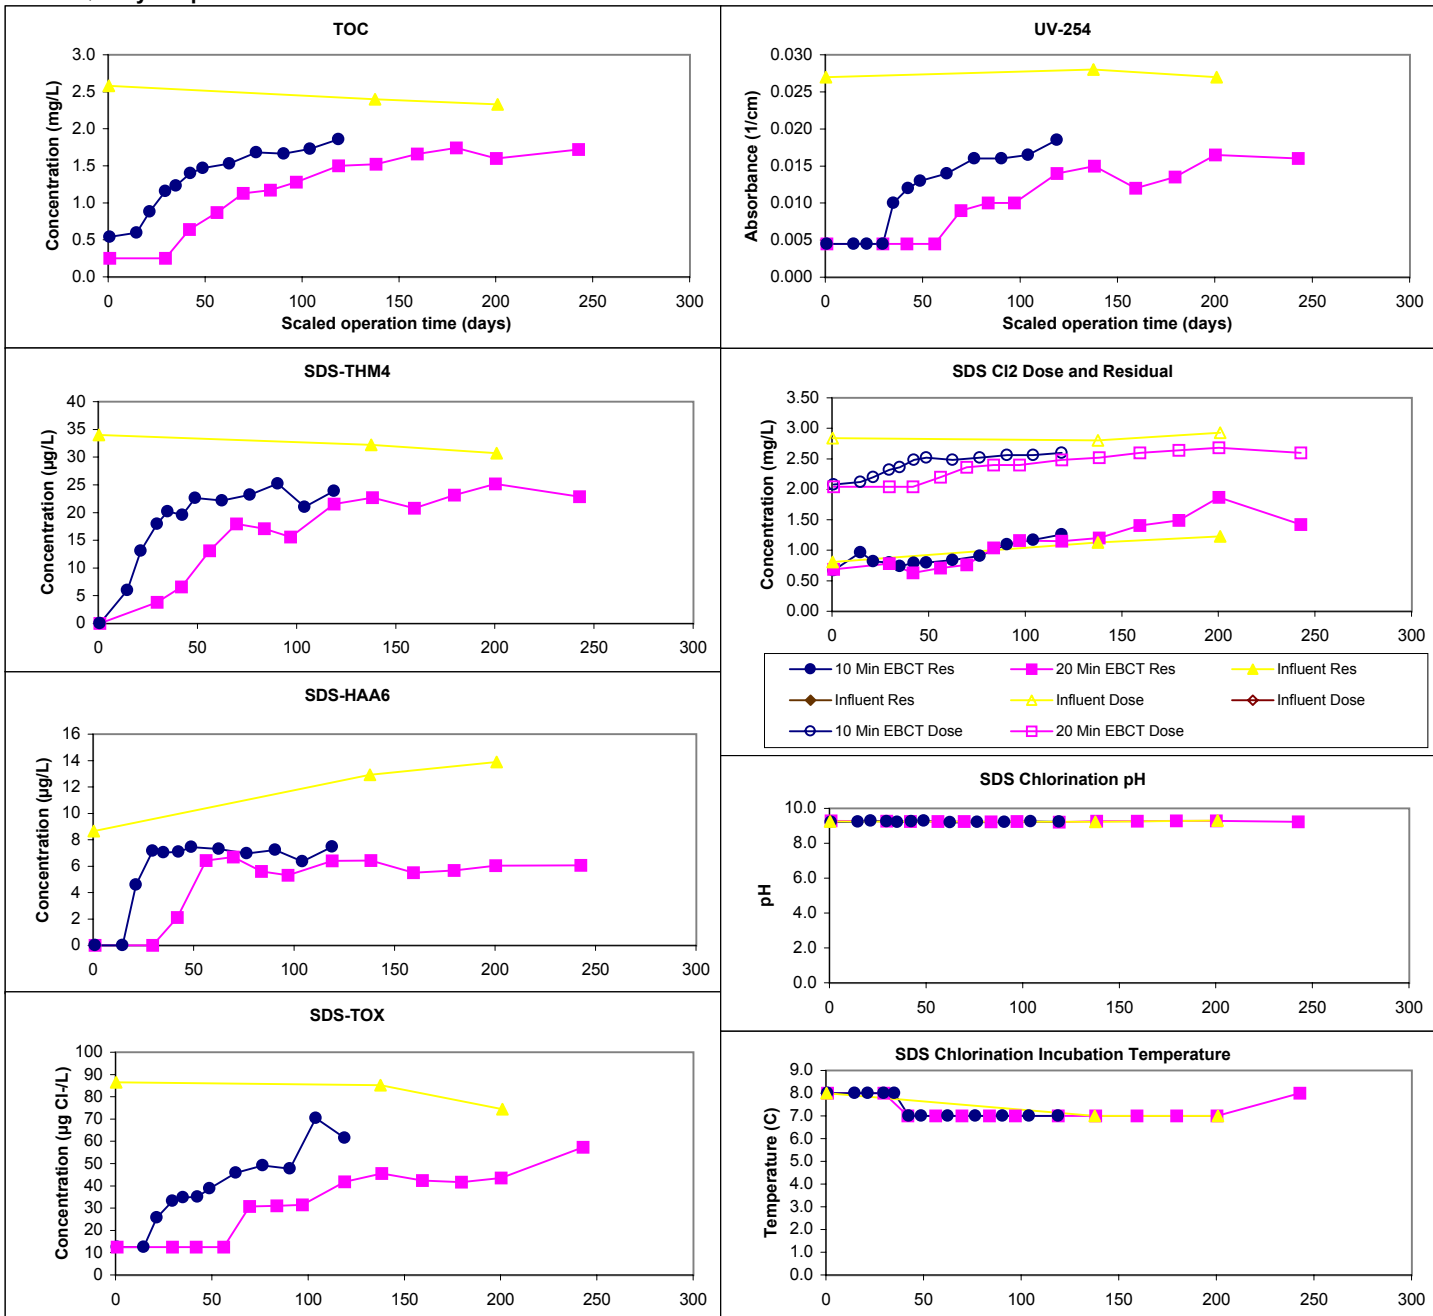 TOC
Concentration (mg/L)
3.0
2.5
2.0
1.5
1.0
0.5
0.0
0 50 100 150 200 250 300
Scaled operation time (days)
UV-254
Absorbance (1/cm)
0.030
0.025
0.020
0.015
0.010
0.005
0.000
0 50 100 150 200 250 300
Scaled operation time (days)
SDS-THM4
Concentration (µg/L)
40
35
30
25
20
15
10
5
0
0 50 100 150 200 250 300
SDS Cl2 Dose and Residual
Concentration (mg/L)
3.50
3.00
2.50
2.00
1.50
1.00
0.50
0.00
0 50 100 150 200 250 300
10 Min EBCT Res 20 Min EBCT Res Influent Res
Influent Res Influent Dose Influent Dose
10 Min EBCT Dose 20 Min EBCT Dose
SDS-HAA6
Concentration (µg/L)
16
14
12
10
8
6
4
2
0
0 50 100 150 200 250 300
SDS Chlorination pH
pH
10.0
8.0
6.0
4.0
2.0
0.0
0 50 100 150 200 250 300
SDS-TOX
Concentration (µg Cl-/L)
100
90
80
70
60
50
40
30
20
10
0
0 50 100 150 200 250 300
SDS Chlorination Incubation Temperature
Temperature (C)
9.0
8.0
7.0
6.0
5.0
4.0
3.0
2.0
1.0
0.0
0 50 100 150 200 250 300